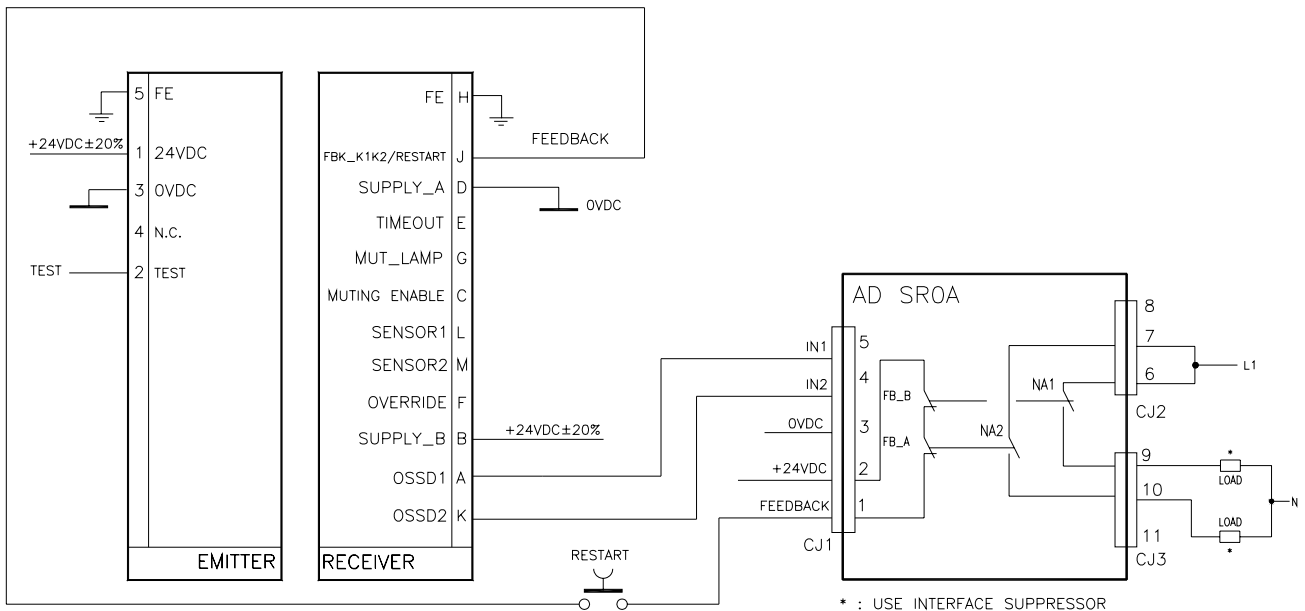 5 FE
+24VDC±20%
1 24VDC
3 0VDC
4 N.C.
TEST
2 TEST
EMITTER
FE H
FEEDBACK
FBK_K1K2/RESTART J
SUPPLY_A D
0VDC
TIMEOUT E
MUT_LAMP G
MUTING ENABLE C
SENSOR1 L
SENSOR2 M
OVERRIDE F
SUPPLY_B B
+24VDC±20%
OSSD1 A
OSSD2 K
RECEIVER
RESTART
AD SR0A
IN1
5
IN2
4
0VDC
3
+24VDC
2
FEEDBACK
1
CJ1
FB_B
FB_A
NA1
NA2
8
7
6
L1
CJ2
9
10
11
CJ3
*
LOAD
N
LOAD
*
* : USE INTERFACE SUPPRESSOR